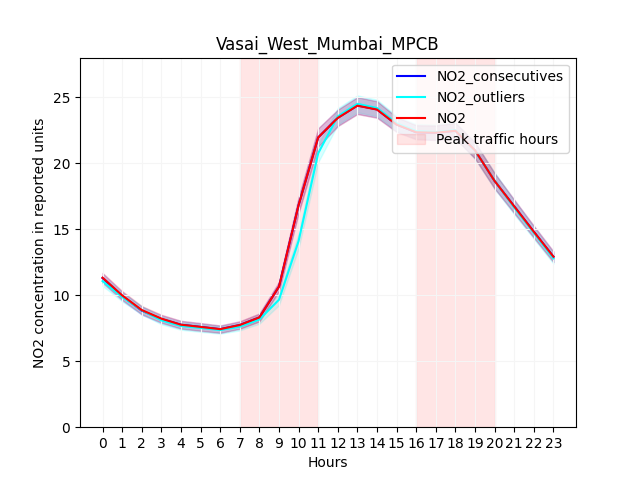 Vasai_West_Mumbai_MPCB
NO2_consecutives
NO2_outliers
NO2
Peak traffic hours
25
20
15
10
5
0
NO2 concentration in reported units
0 1 2 3 4 5 6 7 8 9 10 11 12 13 14 15 16 17 18 19 20 21 22 23
Hours